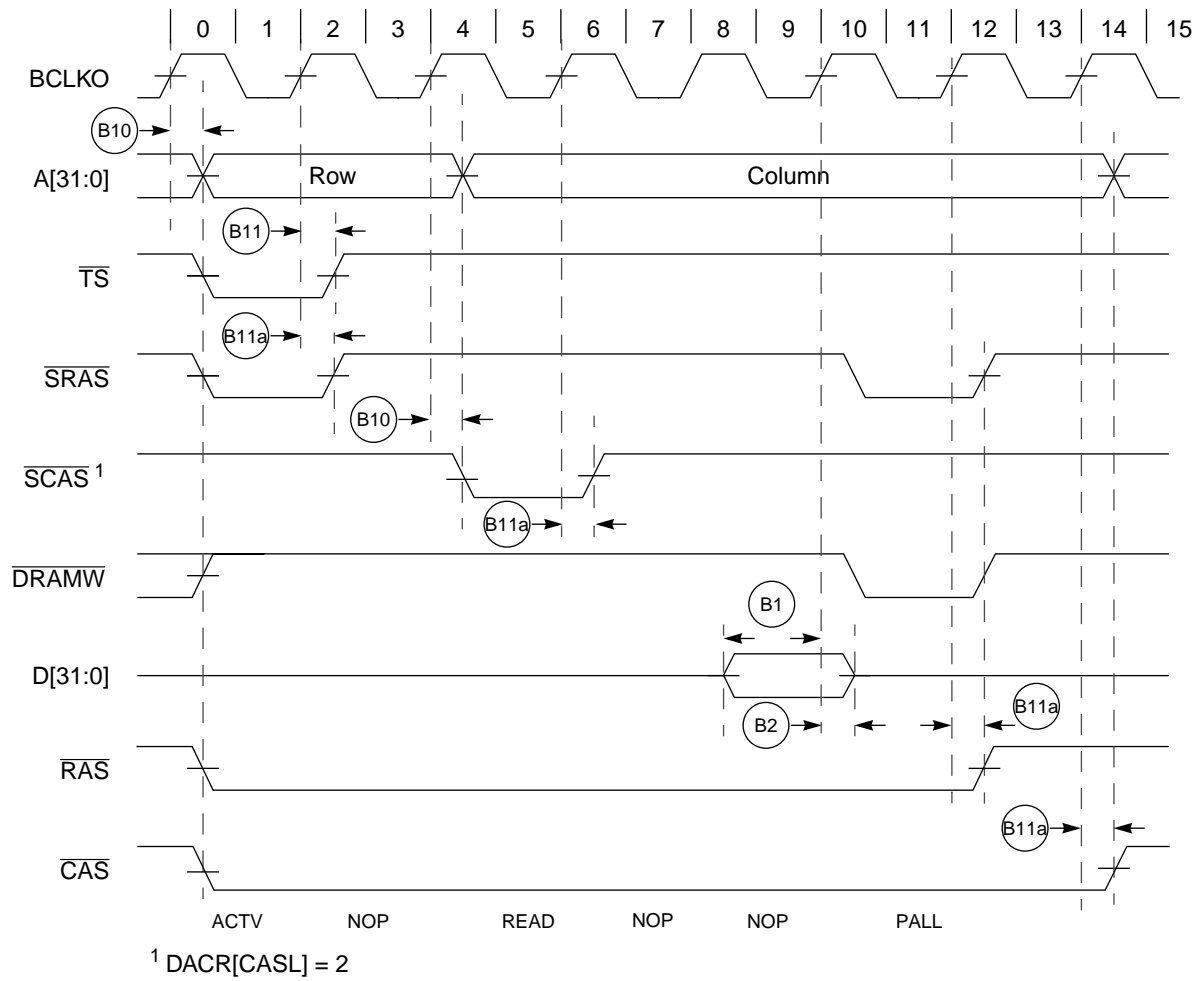 0 1 2 3 4 5 6 7 8 9 10 11 12 13 14 15
BCLKO
B10
A[31:0] Row Column
B11
TS
B11a
SRAS
B10
SCAS 1
B11a
DRAMW
B1
D[31:0]
B11a
B2
RAS
B11a
CAS
ACTV NOP READ NOP NOP PALL
1 DACR[CASL] = 2